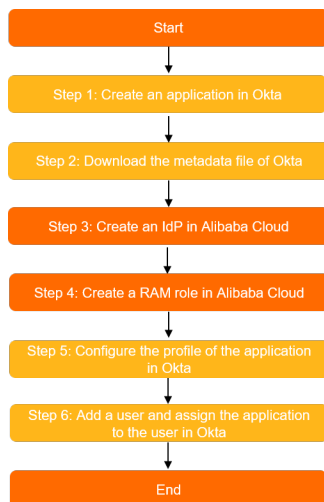 Start
Step 1: Create an application in Okta
Step 2: Download the metadata file of Okta
Step 3: Create an IdP in Alibaba Cloud
Step 4: Create a RAM role in Alibaba Cloud
Step 5: Configure the profile of the application
in Okta
Step 6: Add a user and assign the application
to the user in Okta
End